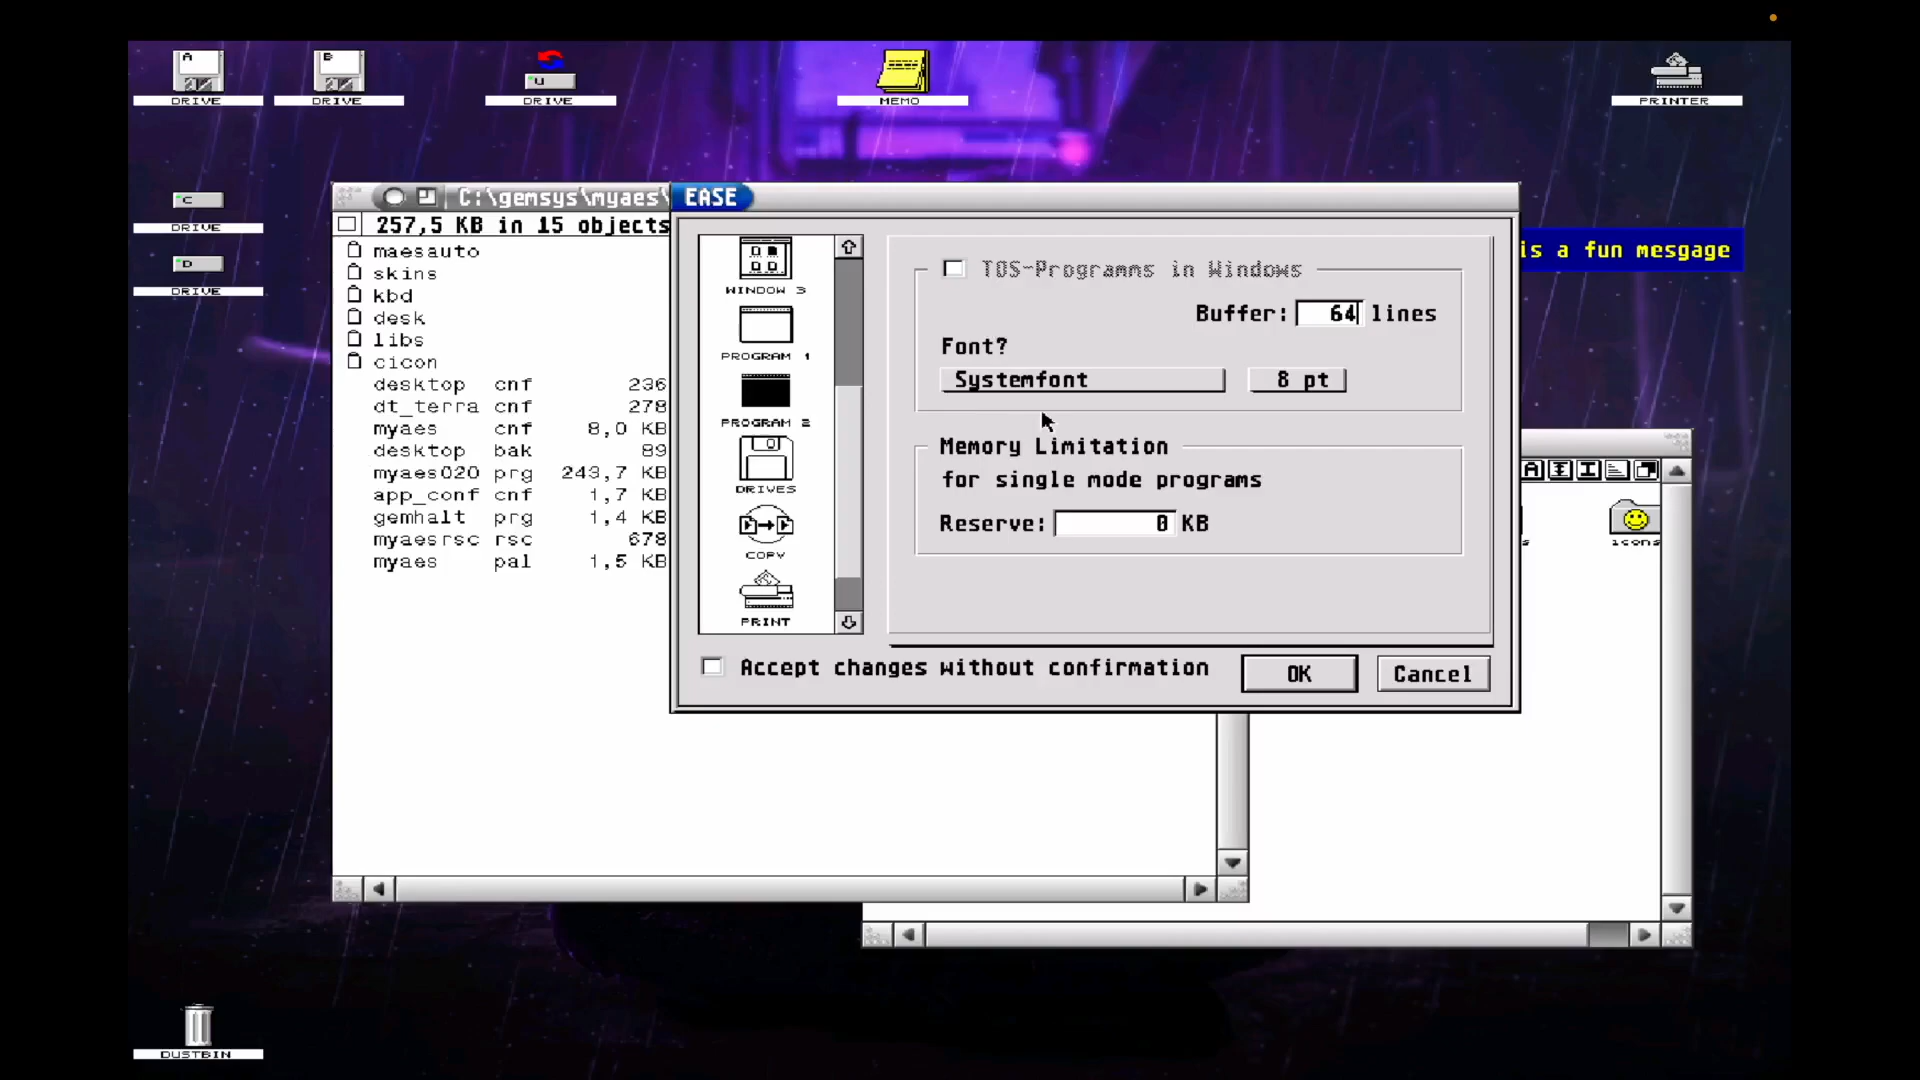 A
B
U
DRIVE
DRIVE
DRIVE
MEMO
PRINTER
C
DRIVE
D
DRIVE
C:\gemsys\myaes\
257,5 KB in 15 objects
maesauto
skins
kbd
desk
libs
cicon
desktop cnf 236
dt_terra cnf 278
myaes cnf 8,0 KB
desktop bak 89
myaes020 prg 243,7 KB
app_conf cnf 1,7 KB
gemhalt prg 1,4 KB
myaesrsc rsc 678
myaes pal 1,5 KB
EASE
WINDOW 3
PROGRAM 1
PROGRAM 2
DRIVES
COPY
PRINT
TOS-Programms in Windows
Buffer: 64 lines
Font?
Systemfont 8 pt
Memory Limitation
for single mode programs
Reserve: 0 KB
Accept changes without confirmation
OK
Cancel
is a fun mesgage
icons
DUSTBIN